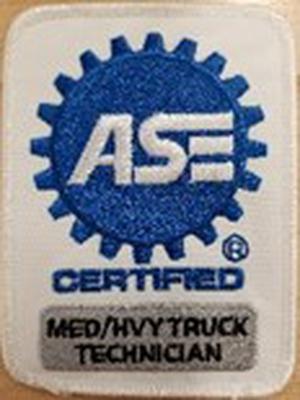 ASE
®
CERTIFIED
MED/HVY TRUCK
TECHNICIAN